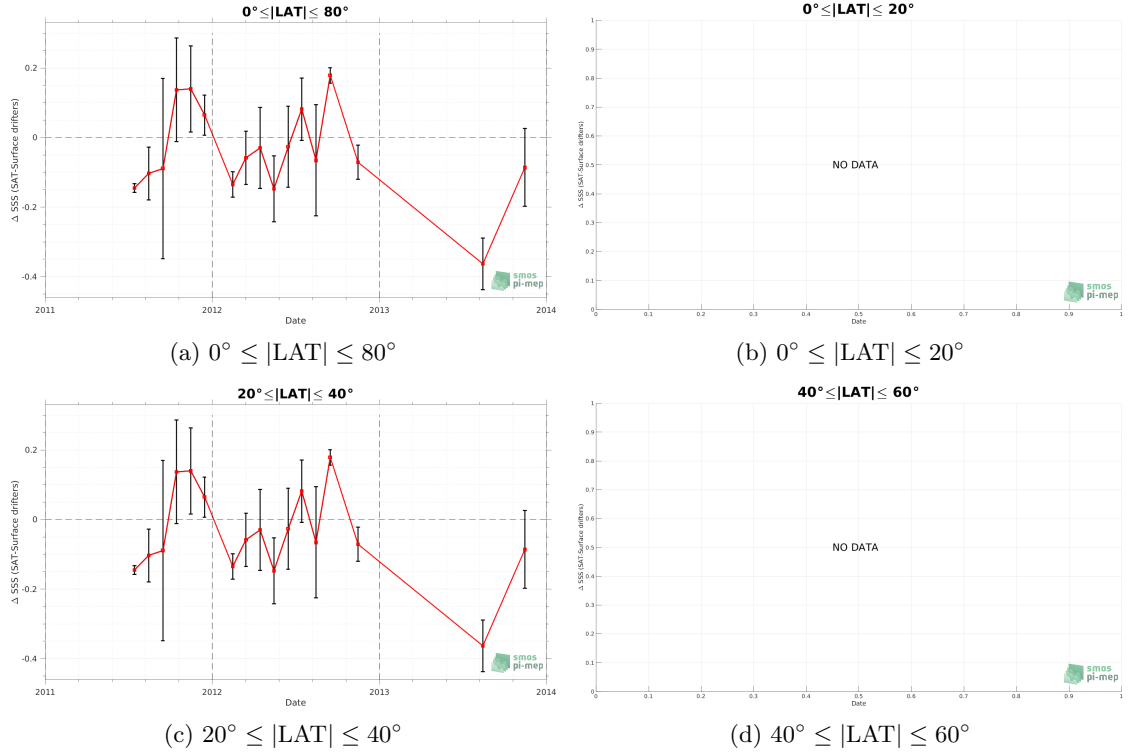 0°≤|LAT|≤ 80°
Δ SSS (SAT-Surface drifters)
0.2
0
-0.2
-0.4
2011
2012
2013
2014
Date
smos
pi-mep
(a) 0° ≤ |LAT| ≤ 80°
0°≤|LAT|≤ 20°
Δ SSS (SAT-Surface drifters)
1
0.9
0.8
0.7
0.6
0.5
0.4
0.3
0.2
0.1
0
NO DATA
0
0.1
0.2
0.3
0.4
0.5
0.6
0.7
0.8
0.9
1
Date
smos
pi-mep
(b) 0° ≤ |LAT| ≤ 20°
20°≤|LAT|≤ 40°
Δ SSS (SAT-Surface drifters)
0.2
0
-0.2
-0.4
2011
2012
2013
2014
Date
smos
pi-mep
(c) 20° ≤ |LAT| ≤ 40°
40°≤|LAT|≤ 60°
Δ SSS (SAT-Surface drifters)
1
0.9
0.8
0.7
0.6
0.5
0.4
0.3
0.2
0.1
0
NO DATA
0
0.1
0.2
0.3
0.4
0.5
0.6
0.7
0.8
0.9
1
Date
smos
pi-mep
(d) 40° ≤ |LAT| ≤ 60°